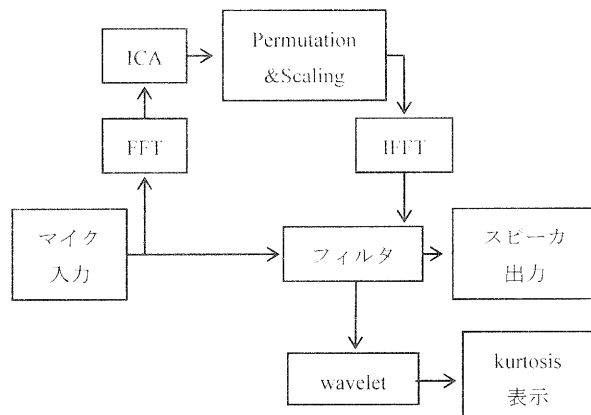 ICA
Permutation
&Scaling
FFT
IFFT
マイク
入力
フィルタ
スピーカ
出力
wavelet
kurtosis
表示